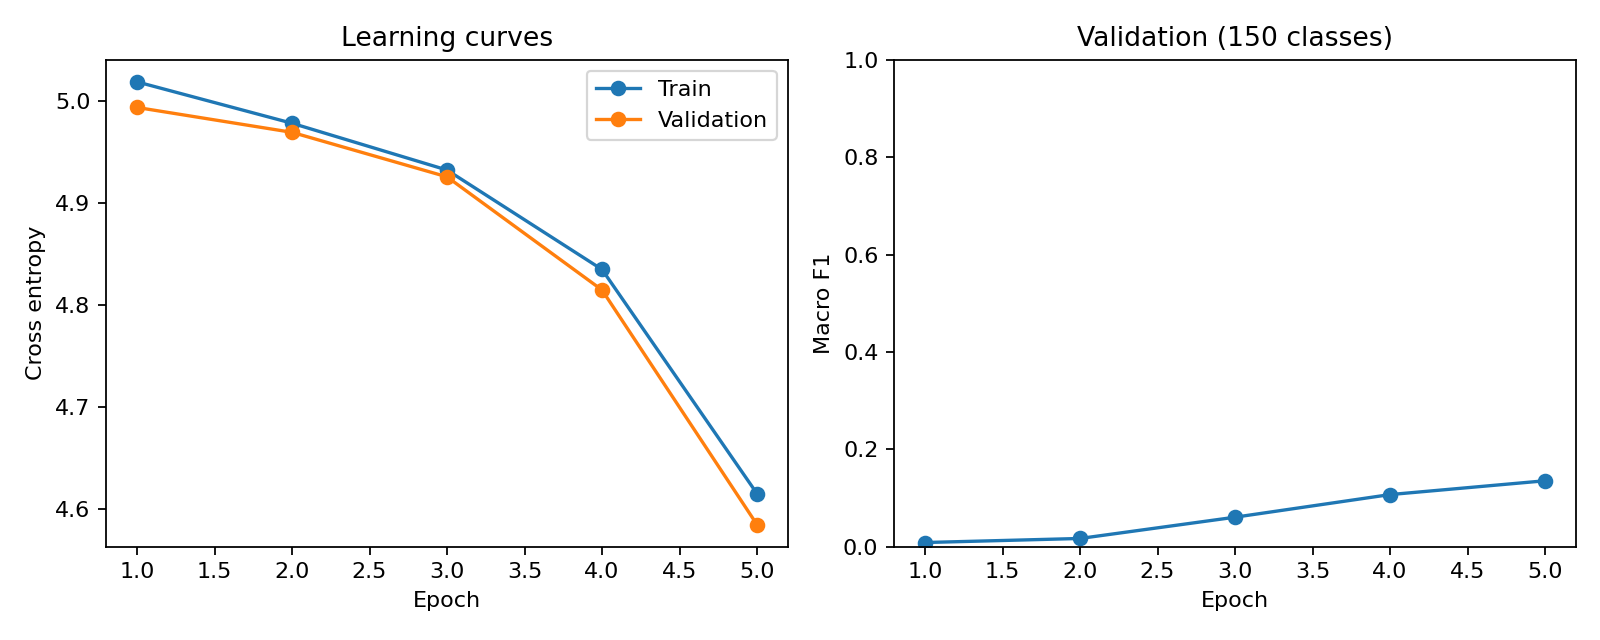 Learning curves
Train
Validation
Cross entropy
5.0
4.9
4.8
4.7
4.6
1.0 1.5 2.0 2.5 3.0 3.5 4.0 4.5 5.0
Epoch
Validation (150 classes)
Macro F1
1.0
0.8
0.6
0.4
0.2
0.0
1.0 1.5 2.0 2.5 3.0 3.5 4.0 4.5 5.0
Epoch